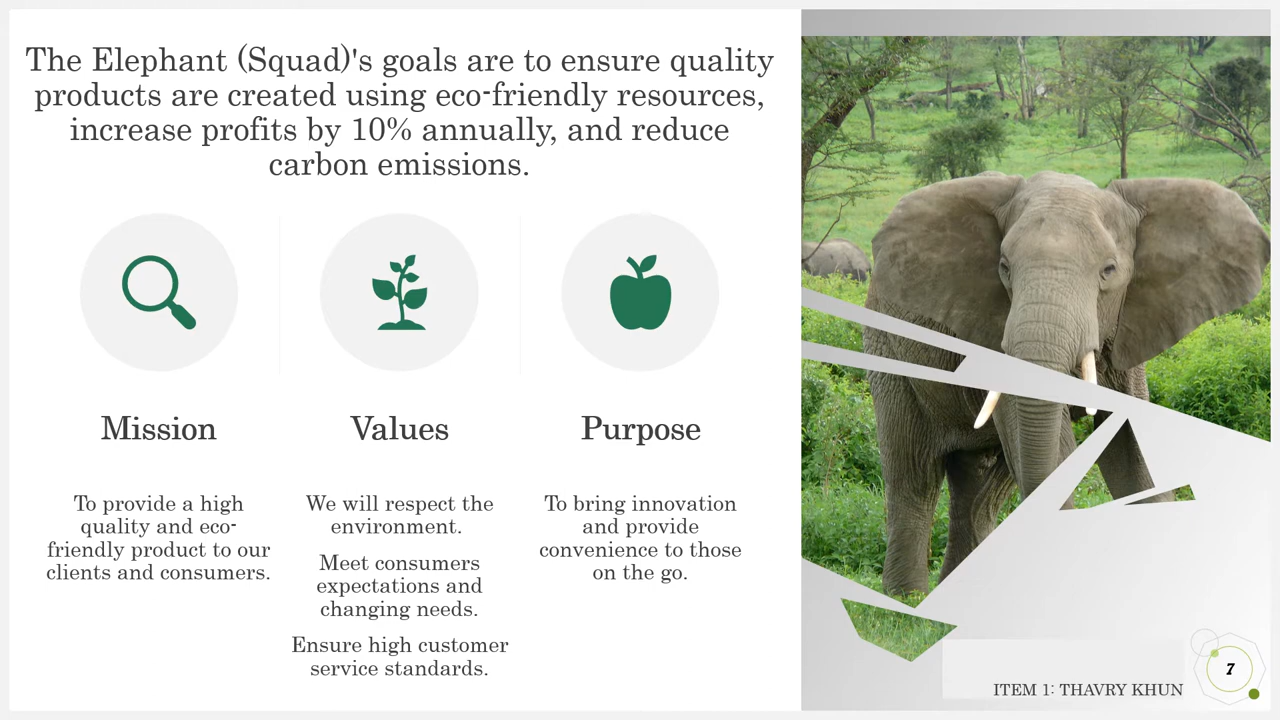 The Elephant (Squad)'s goals are to ensure quality
products are created using eco-friendly resources,
increase profits by 10% annually, and reduce
carbon emissions.
Mission
To provide a high
quality and eco-
friendly product to our
clients and consumers.
Values
We will respect the
environment.
Meet consumers
expectations and
changing needs.
Ensure high customer
service standards.
Purpose
To bring innovation
and provide
convenience to those
on the go.
ITEM 1: THAVRY KHUN
7